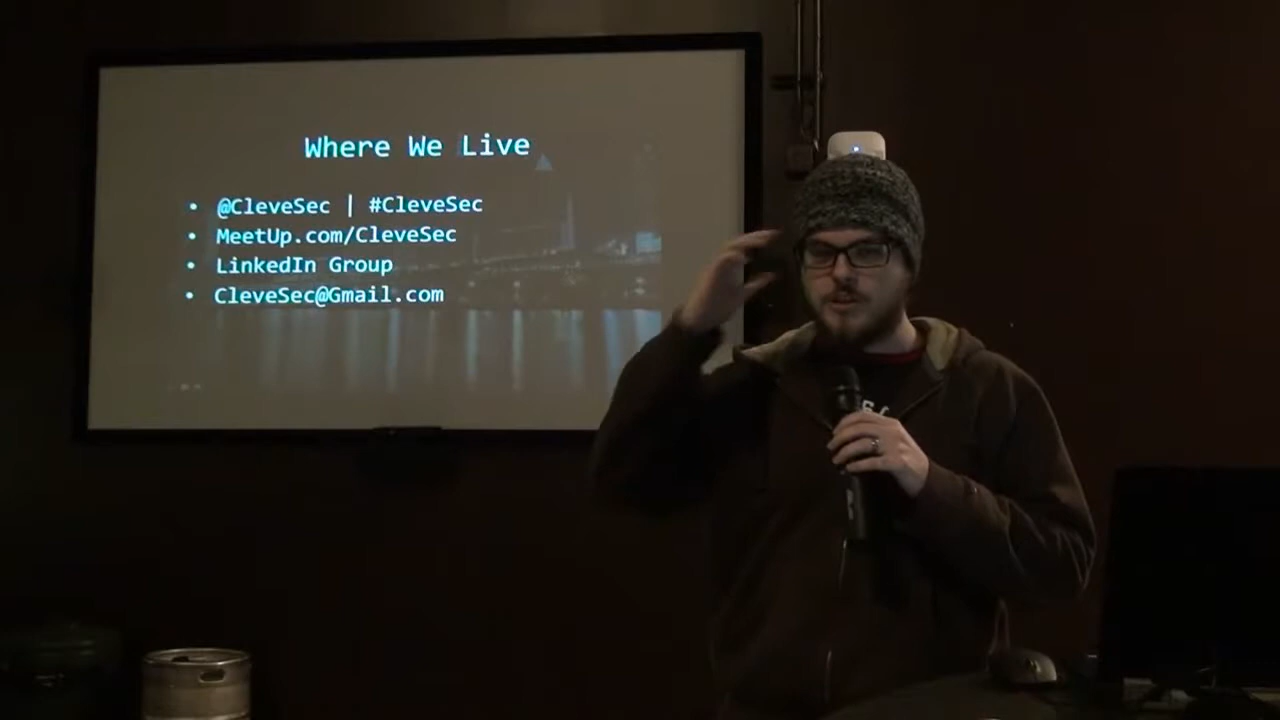 Where We Live
• @CleveSec | #CleveSec
• MeetUp.com/CleveSec
• LinkedIn Group
• CleveSec@Gmail.com